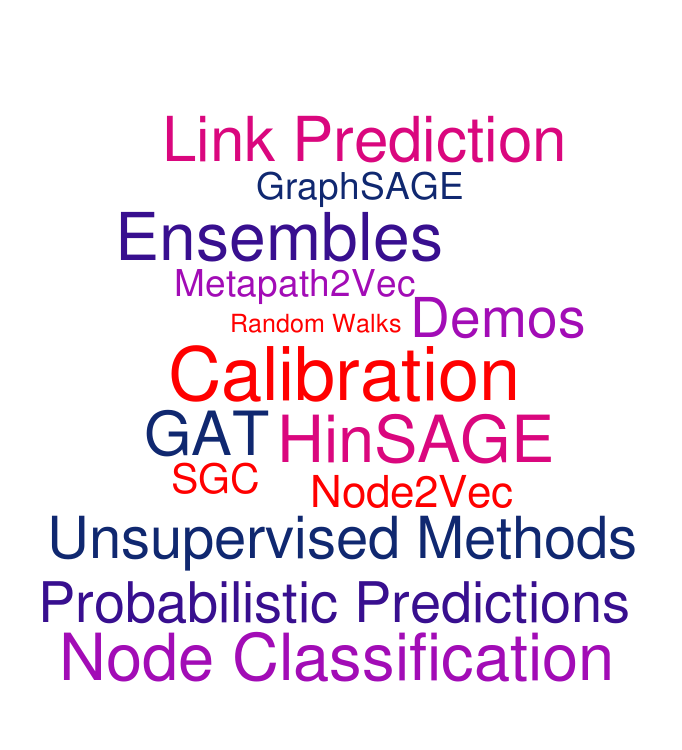 Link Prediction
GraphSAGE
Ensembles
Metapath2Vec
Random Walks Demos
Calibration
GAT HinSAGE
SGC Node2Vec
Unsupervised Methods
Probabilistic Predictions
Node Classification